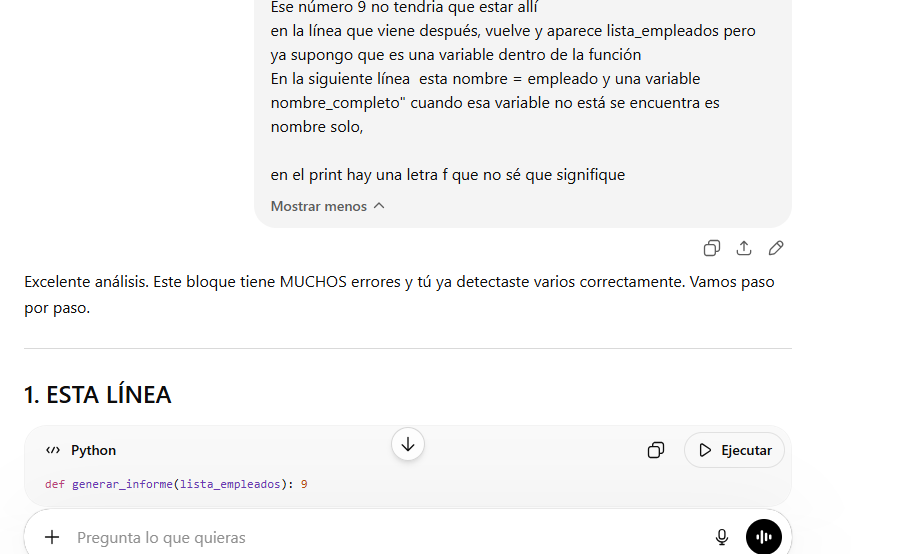 Ese número 9 no tendria que estar allí
en la línea que viene después, vuelve y aparece lista_empleados pero
ya supongo que es una variable dentro de la función
En la siguiente línea  esta nombre = empleado y una variable
nombre_completo" cuando esa variable no está se encuentra es
nombre solo,
en el print hay una letra f que no sé que signifique
Mostrar menos
Excelente análisis. Este bloque tiene MUCHOS errores y tú ya detectaste varios correctamente. Vamos paso
por paso.
1. ESTA LÍNEA
Python
Ejecutar
def generar_informe(lista_empleados): 9
Pregunta lo que quieras